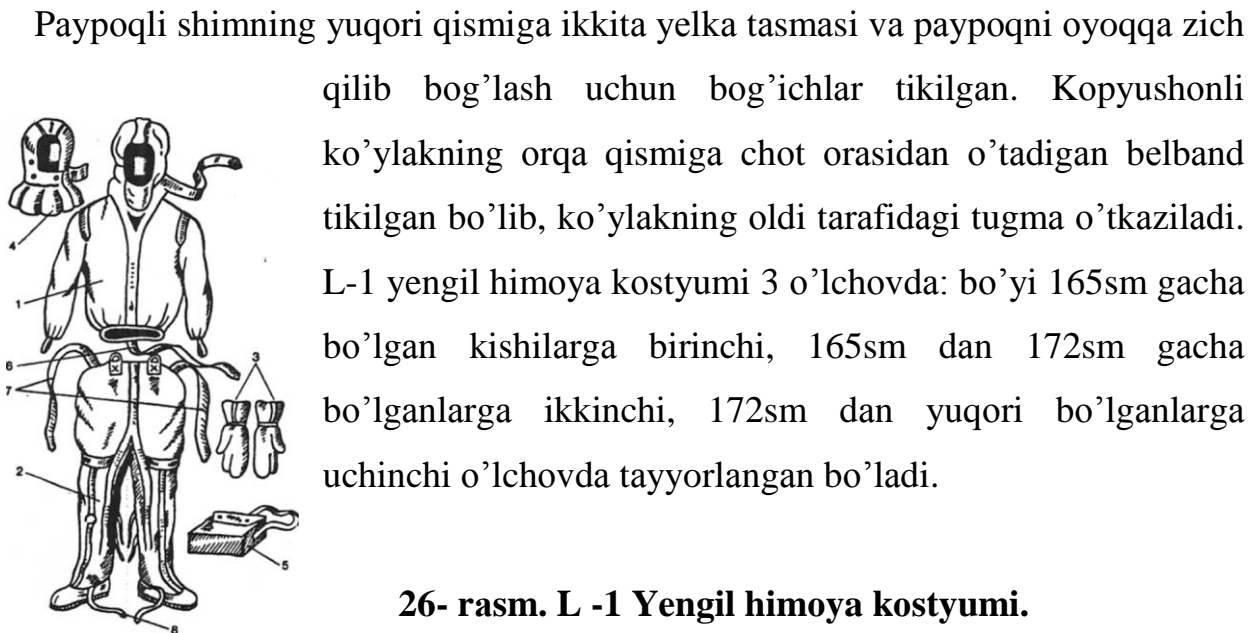 Paypoqli shimning yuqori qismiga ikkita yelka tasmasi va paypoqni oyoqqa zich
qilib bog’lash uchun bog’ichlar tikilgan. Kopyushonli
ko’ylakning orqa qismiga chot orasidan o’tadigan belband
tikilgan bo’lib, ko’ylakning oldi tarafidagi tugma o’tkaziladi.
L-1 yengil himoya kostyumi 3 o’lchovda: bo’yi 165sm gacha
bo’lgan kishilarga birinchi, 165sm dan 172sm gacha
bo’lganlarga ikkinchi, 172sm dan yuqori bo’lganlarga
uchinchi o’lchovda tayyorlangan bo’ladi.
4
1
6
3
7
2
5
8
26- rasm. L -1 Yengil himoya kostyumi.